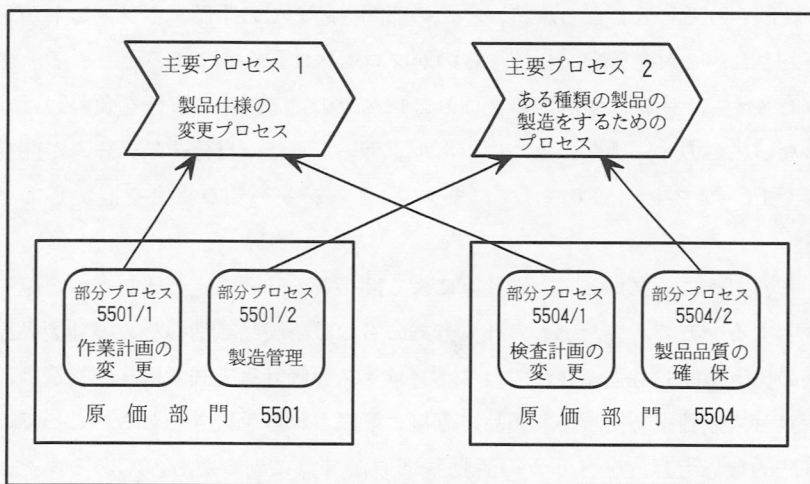 主要プロセス 1
製品仕様の
変更プロセス
主要プロセス 2
ある種類の製品の
製造をするための
プロセス
部分プロセス
5501/1
作業計画の
変 更
部分プロセス
5501/2
製造管理
原 価 部 門 5501
部分プロセス
5504/1
検査計画の
変 更
部分プロセス
5504/2
製品品質の
確 保
原 価 部 門 5504